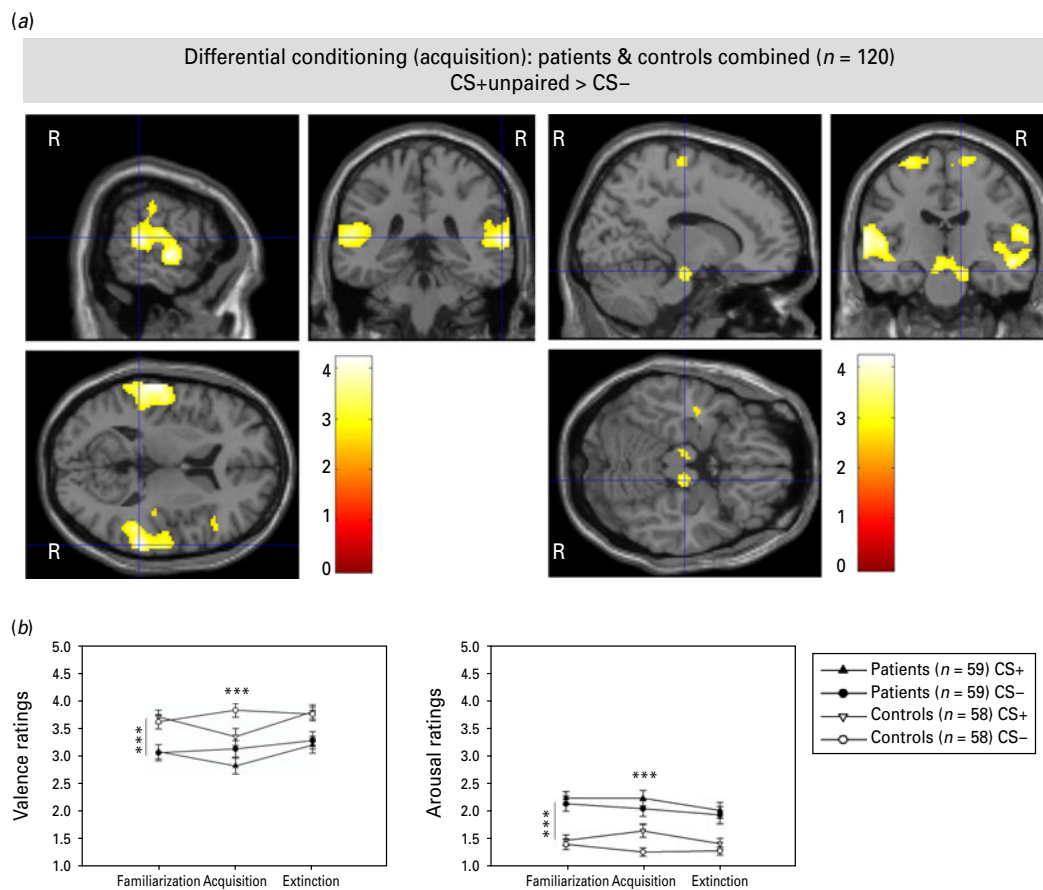 (a)
Differential conditioning (acquisition): patients & controls combined (n = 120)
CS+unpaired > CS−
R
R
R
R
4
3
2
1
0
R
4
3
2
1
0
R
(b)
5.0
4.5
4.0
3.5
3.0
2.5
2.0
1.5
1.0
Valence ratings
***
***
Familiarization Acquisition Extinction
5.0
4.5
4.0
3.5
3.0
2.5
2.0
1.5
1.0
Arousal ratings
***
***
Familiarization Acquisition Extinction
Patients (n = 59) CS+
Patients (n = 59) CS−
Controls (n = 58) CS+
Controls (n = 58) CS−